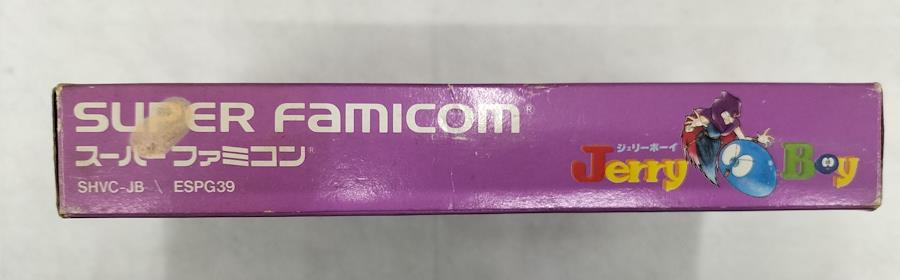 SUPER FAMICOM®
スーパーファミコン®
SHVC-JB \ ESPG39
ジェリーボーイ
Jerry Boy